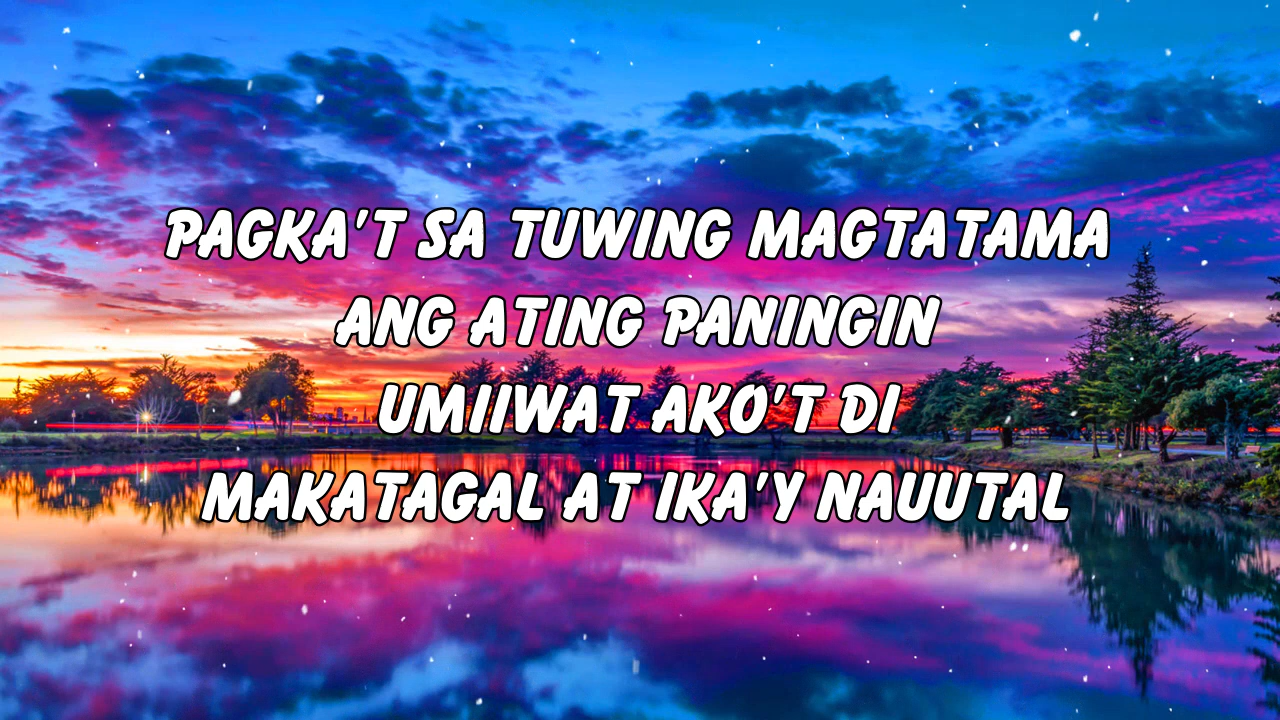 PAGKA'T SA TUWING MAGTATAMA
ANG ATING PANINGIN
UMIIWAT AKO'T DI
MAKATAGAL AT IKA'Y NAUUTAL